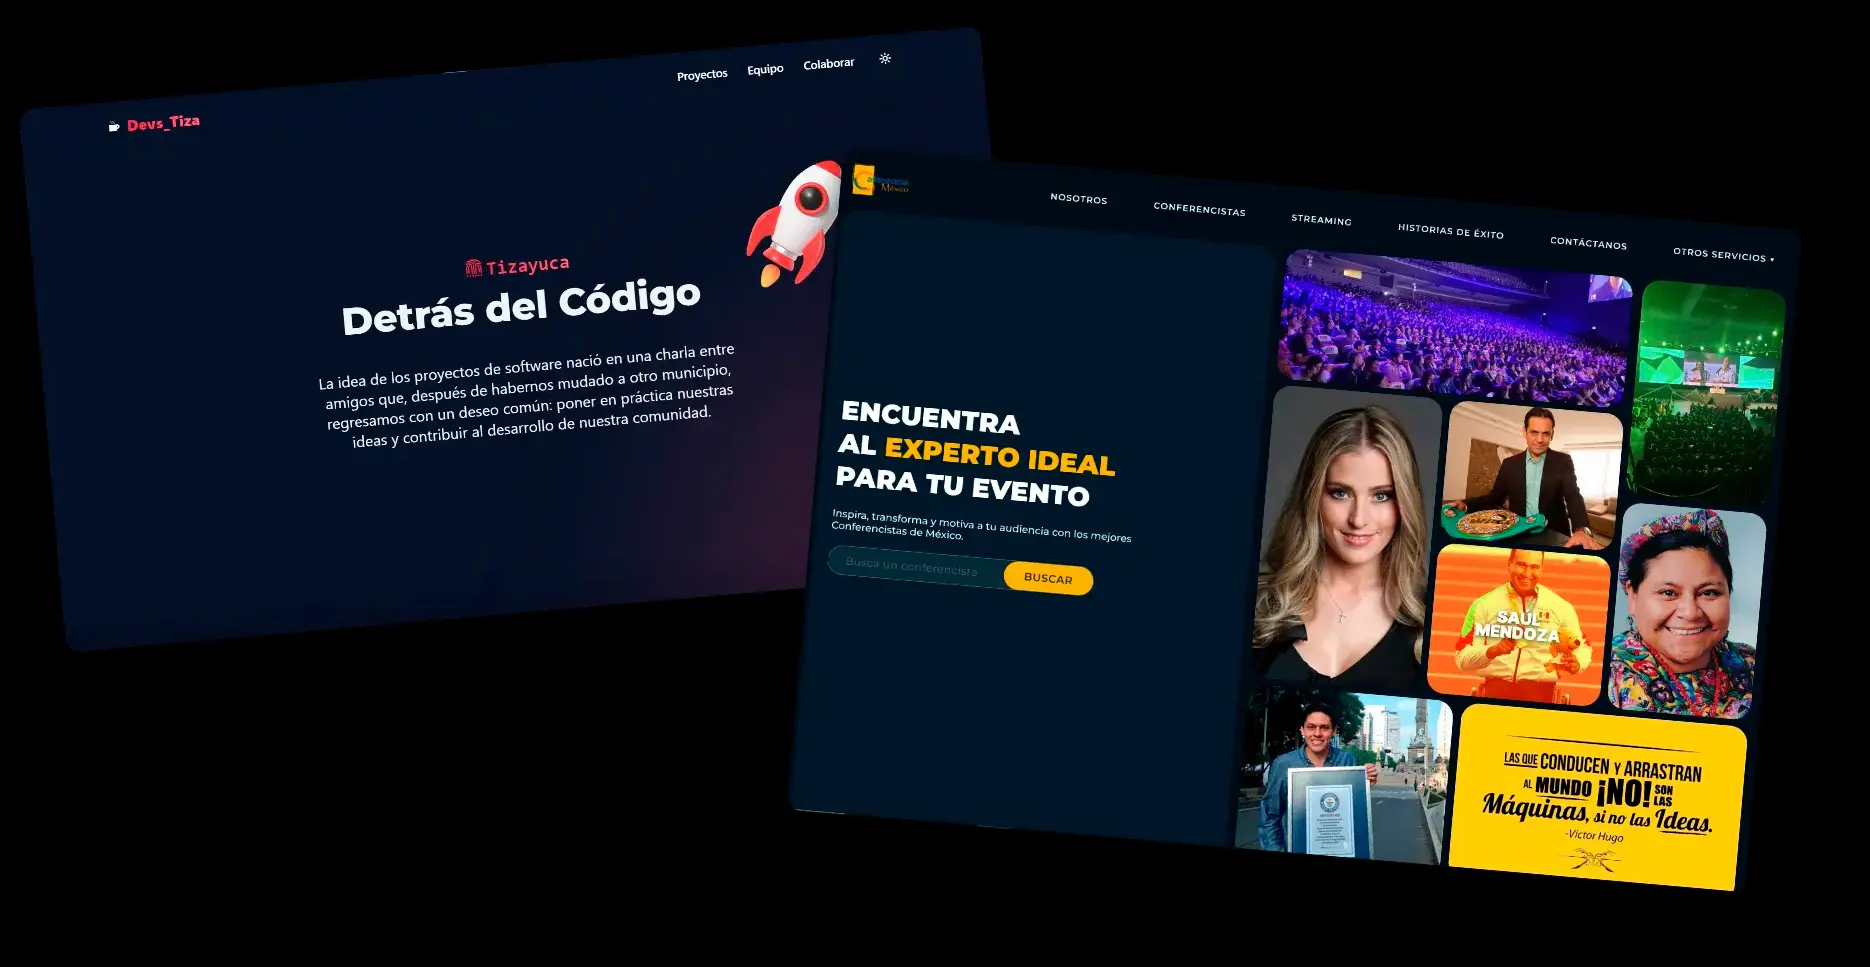 Proyectos
Equipo
Colaborar
Devs_Tiza
Tizayuca
Detrás del Código
La idea de los proyectos de software nació en una charla entre
amigos que, después de habernos mudado a otro municipio,
regresamos con un deseo común: poner en práctica nuestras
ideas y contribuir al desarrollo de nuestra comunidad.
México
NOSOTROS
CONFERENCISTAS
STREAMING
HISTORIAS DE ÉXITO
CONTÁCTANOS
OTROS SERVICIOS
ENCUENTRA
AL EXPERTO IDEAL
PARA TU EVENTO
Inspira, transforma y motiva a tu audiencia con los mejores
Conferencistas de México.
Busca un conferencista
BUSCAR
SAÚL
MENDOZA
LAS QUE CONDUCEN Y ARRASTRAN
AL MUNDO ¡NO! SON LAS
Máquinas, si no las Ideas.
-Victor Hugo